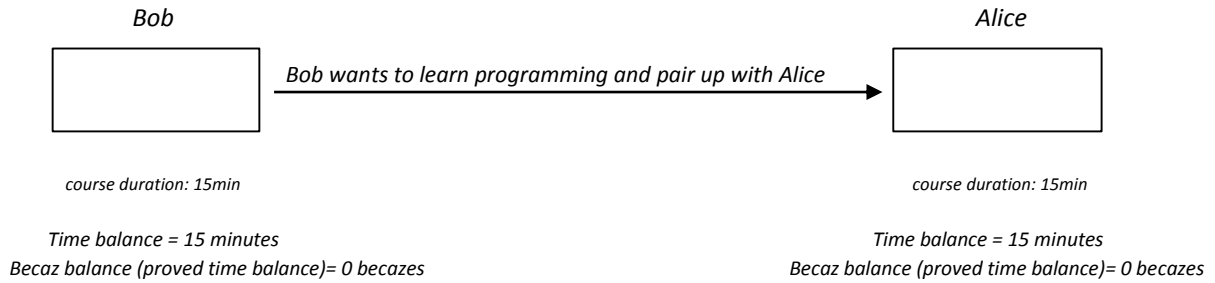 Bob
Alice
Bob wants to learn programming and pair up with Alice
course duration: 15min
course duration: 15min
Time balance = 15 minutes
Time balance = 15 minutes
Becaz balance (proved time balance)= 0 becazes
Becaz balance (proved time balance)= 0 becazes